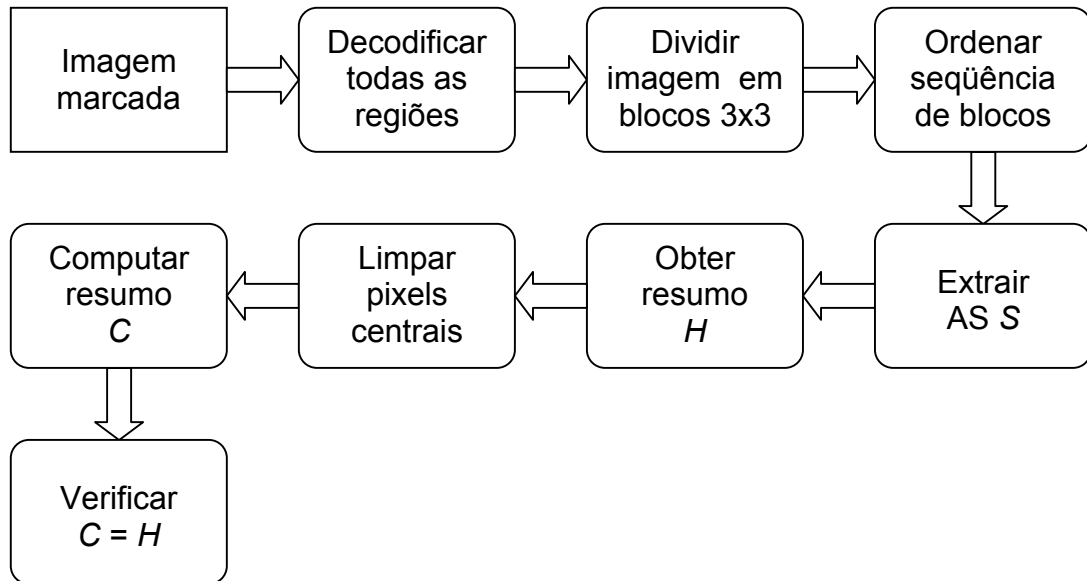 Imagem
marcada
Decodificar
todas as
regiões
Dividir
imagem em
blocos 3x3
Ordenar
seqüência
de blocos
Extrair
AS S
Obter
resumo
H
Limpar
pixels
centrais
Computar
resumo
C
Verificar
C = H